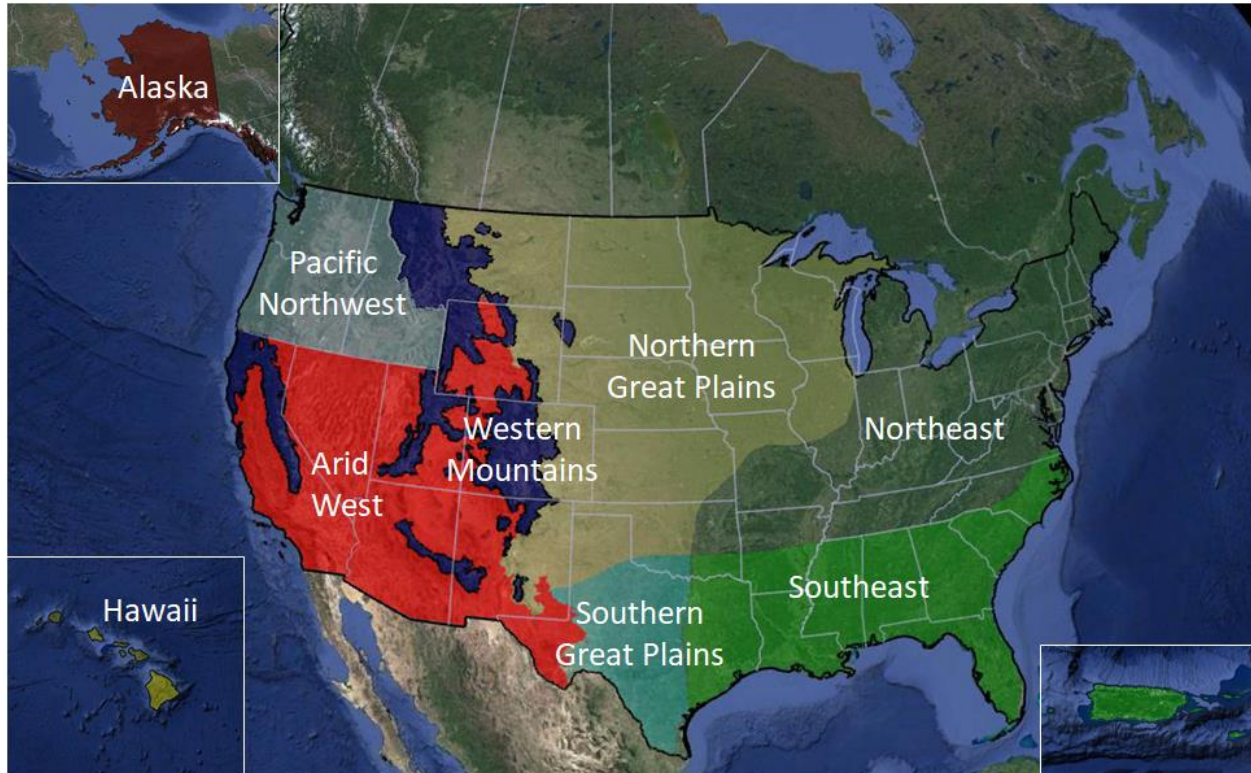 Alaska
Pacific
Northwest
Northern
Great Plains
Northeast
Western
Mountains
Arid
West
Southeast
Southern
Great Plains
Hawaii